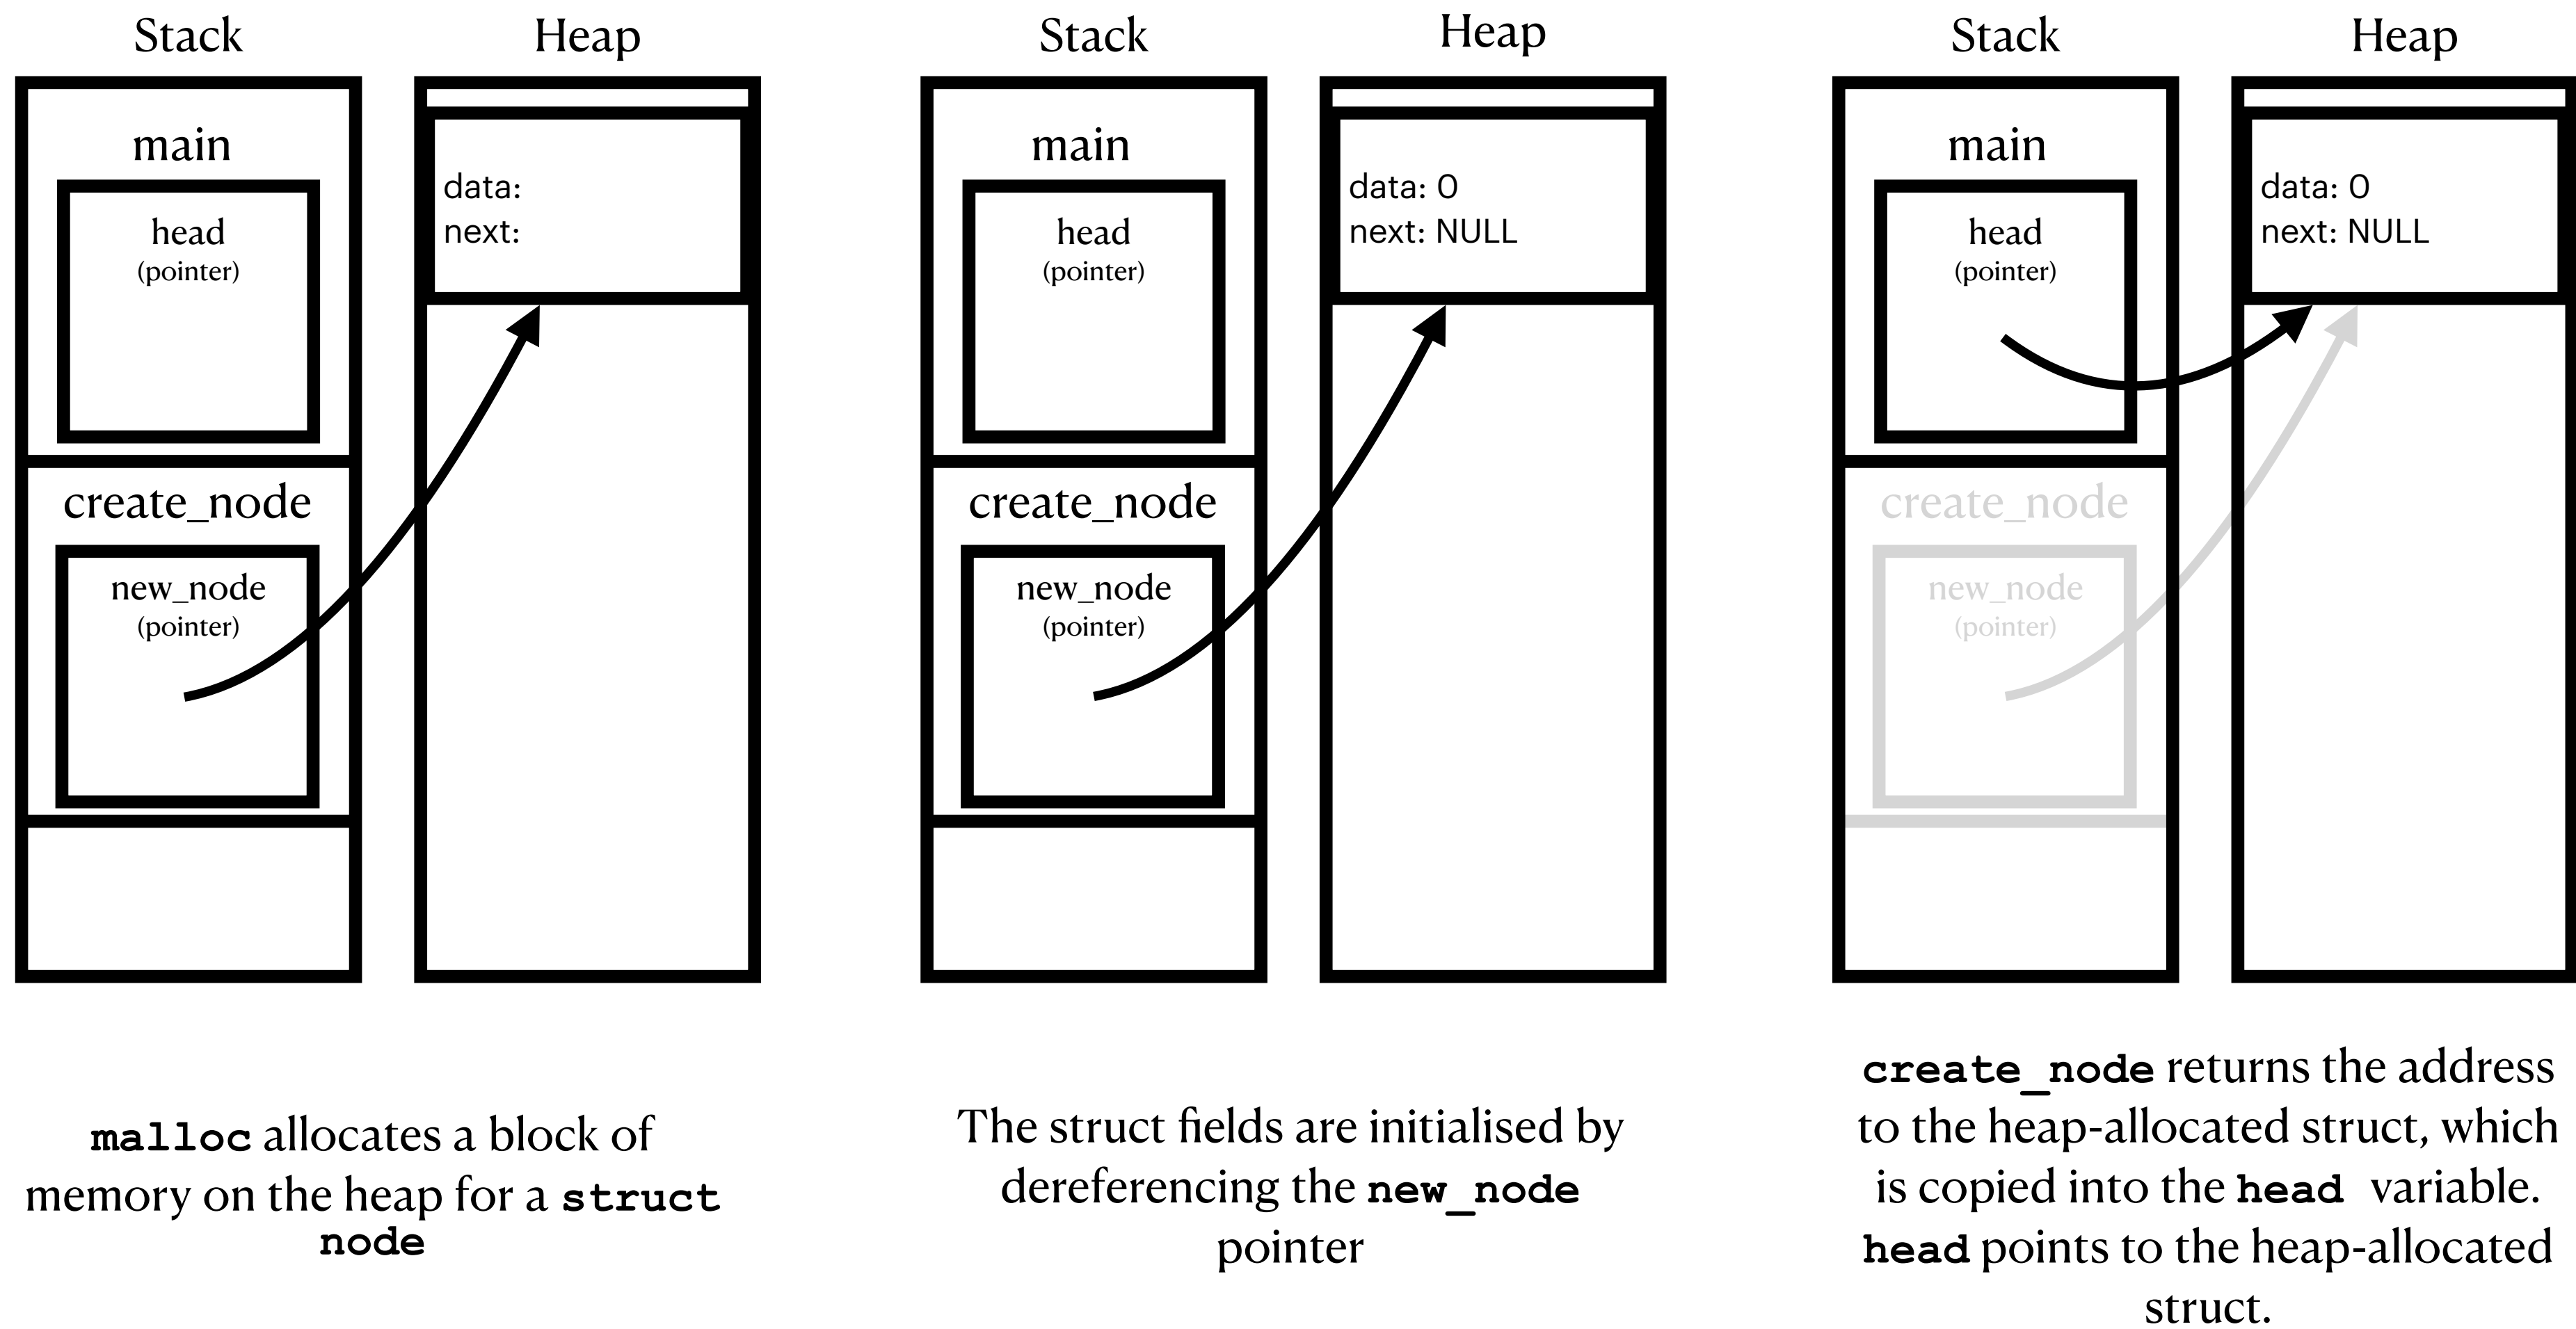 Stack
Heap
main
head
(pointer)
data:
next:
create_node
new_node
(pointer)
malloc allocates a block of
memory on the heap for a struct
node
Stack
Heap
main
head
(pointer)
data: 0
next: NULL
create_node
new_node
(pointer)
The struct fields are initialised by
dereferencing the new_node
pointer
Stack
Heap
main
head
(pointer)
data: 0
next: NULL
create_node
new_node
(pointer)
create_node returns the address
to the heap-allocated struct, which
is copied into the head variable.
head points to the heap-allocated
struct.